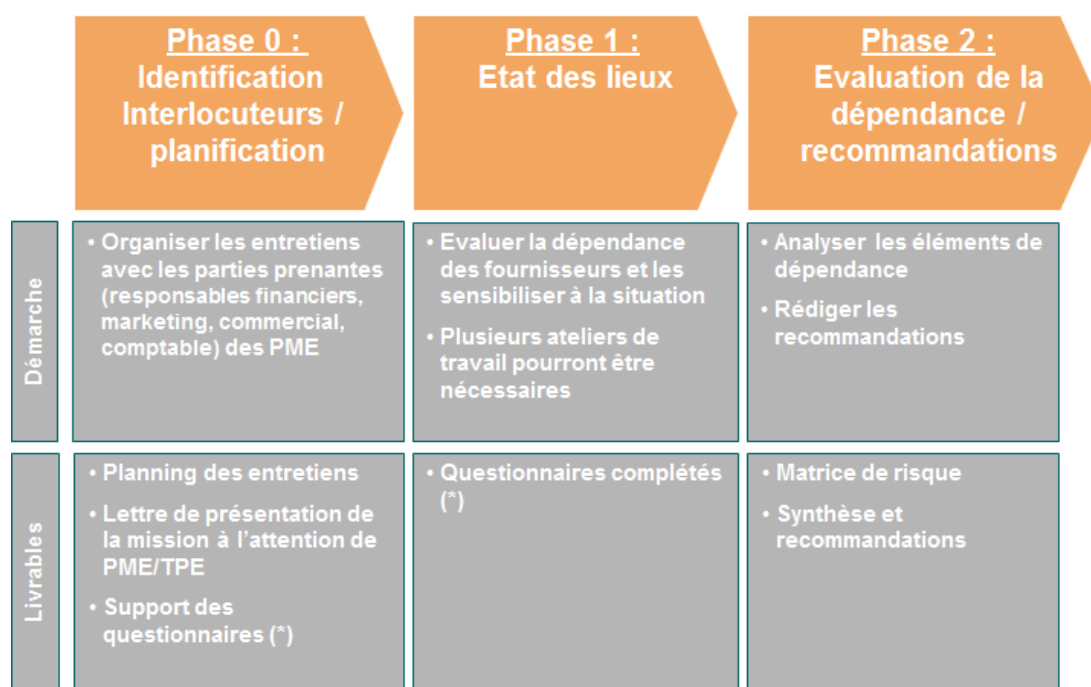 Phase 0 :
Identification
Interlocuteurs /
planification
Phase 1 :
Etat des lieux
Phase 2 :
Evaluation de la
dépendance /
recommandations
Démarche
• Organiser les entretiens
avec les parties prenantes
(responsables financiers,
marketing, commercial,
comptable) des PME
• Evaluer la dépendance
des fournisseurs et les
sensibiliser à la situation
• Plusieurs ateliers de
travail pourront être
nécessaires
• Analyser les éléments de
dépendance
• Rédiger les
recommandations
Livrables
• Planning des entretiens
• Lettre de présentation de
la mission à l'attention de
PME/TPE
• Support des
questionnaires (*)
• Questionnaires complétés
(*)
• Matrice de risque
• Synthèse et
recommandations